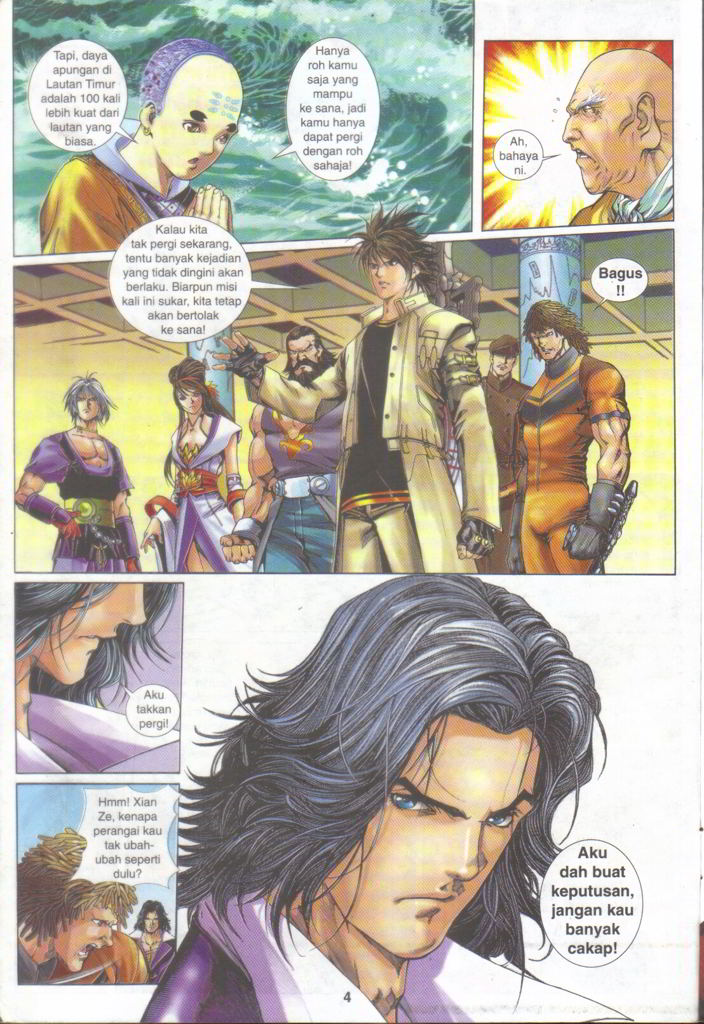 Tapi, daya
apungan di
Lautan Timur
adalah 100 kali
lebih kuat dari
lautan yang
biasa.
Hanya
roh kamu
saja yang
mampu
ke sana, jadi
kamu hanya
dapat pergi
dengan roh
sahaja!
Ah,
bahaya
ni.
Kalau kita
tak pergi sekarang,
tentu banyak kejadian
yang tidak dingini akan
berlaku. Biarpun misi
kali ini sukar, kita tetap
akan bertolak
ke sana!
Bagus
!!
Aku
takkan
pergi!
Hmm! Xian
Ze, kenapa
perangai kau
tak ubah-
ubah seperti
dulu?
Aku
dah buat
keputusan,
jangan kau
banyak
cakap!
4